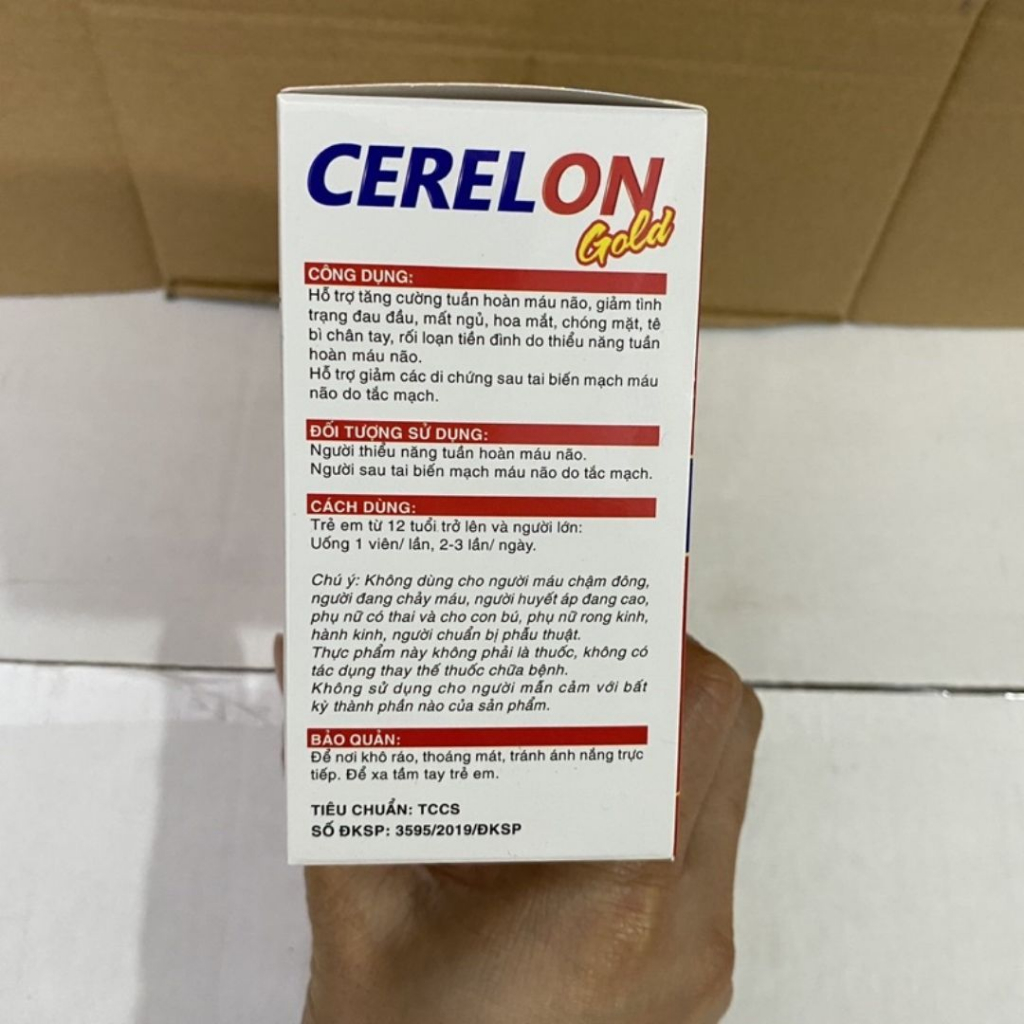 CERELON
Gold
CÔNG DỤNG:
Hỗ trợ tăng cường tuần hoàn máu não, giảm tình
trạng đau đầu, mất ngủ, hoa mắt, chóng mặt, tê
bì chân tay, rối loạn tiền đình do thiểu năng tuần
hoàn máu não.
Hỗ trợ giảm các di chứng sau tai biến mạch máu
não do tắc mạch.
ĐỐI TƯỢNG SỬ DỤNG:
Người thiểu năng tuần hoàn máu não.
Người sau tai biến mạch máu não do tắc mạch.
CÁCH DÙNG:
Trẻ em từ 12 tuổi trở lên và người lớn:
Uống 1 viên/ lần, 2-3 lần/ ngày.
Chú ý: Không dùng cho người máu chậm đông,
người đang chảy máu, người huyết áp đang cao,
phụ nữ có thai và cho con bú, phụ nữ rong kinh,
hành kinh, người chuẩn bị phẫu thuật.
Thực phẩm này không phải là thuốc, không có
tác dụng thay thế thuốc chữa bệnh.
Không sử dụng cho người mẫn cảm với bất
kỳ thành phần nào của sản phẩm.
BẢO QUẢN:
Để nơi khô ráo, thoáng mát, tránh ánh nắng trực
tiếp. Để xa tầm tay trẻ em.
TIÊU CHUẨN: TCCS
SỐ ĐKSP: 3595/2019/ĐKSP